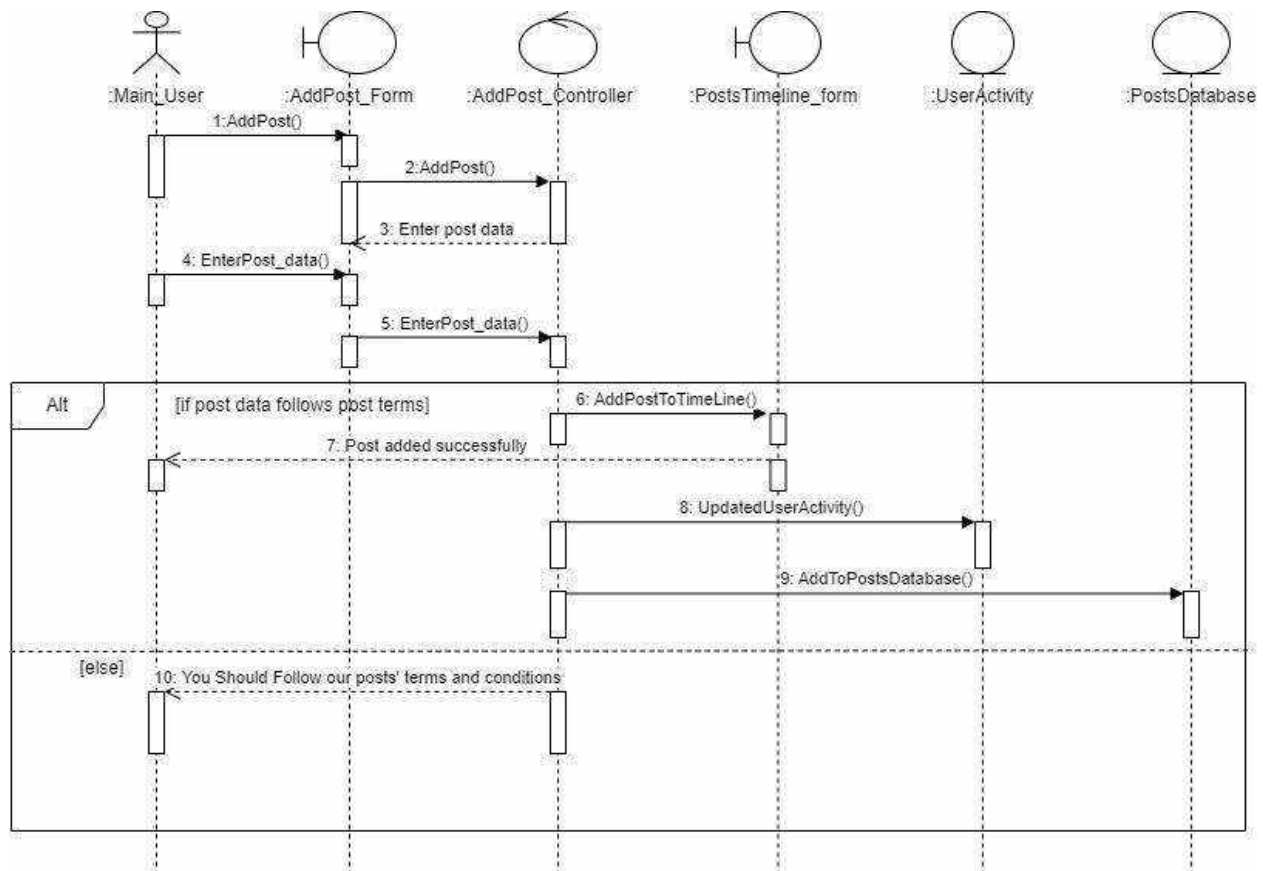 :Main_User
:AddPost_Form
:AddPost_Controller
:PostsTimeline_form
:UserActivity
:PostsDatabase
1:AddPost()
2:AddPost()
3: Enter post data
4: EnterPost_data()
5: EnterPost_data()
Alt
[if post data follows post terms]
6: AddPostToTimeLine()
7: Post added successfully
8: UpdatedUserActivity()
9: AddToPostsDatabase()
[else]
10: You Should Follow our posts' terms and conditions